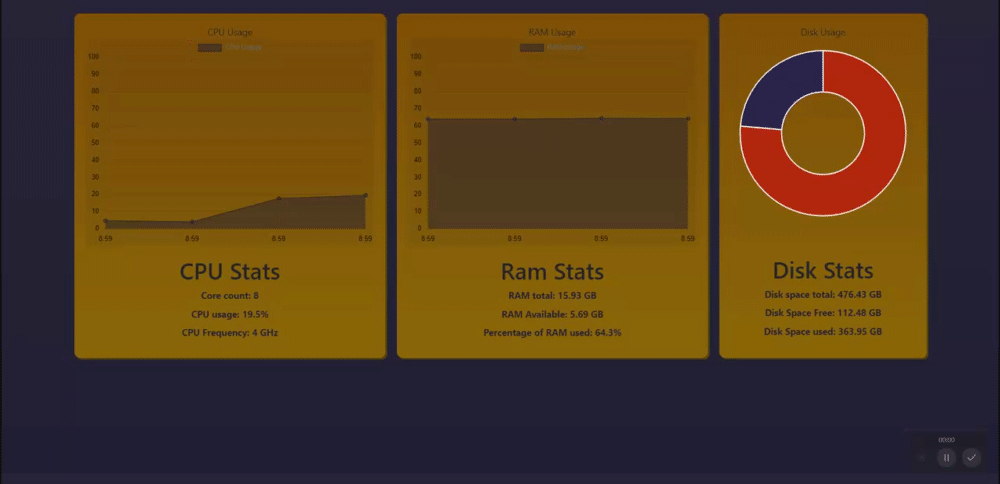 CPU Usage
100
90
80
70
60
50
40
30
20
10
0
8:59
8:59
8:59
8:59
CPU Stats
Core count: 8
CPU usage: 19.5%
CPU Frequency: 4 GHz
RAM Usage
100
90
80
70
60
50
40
30
20
10
0
8:59
8:59
8:59
8:59
Ram Stats
RAM total: 15.93 GB
RAM Available: 5.69 GB
Percentage of RAM used: 64.3%
Disk Usage
Disk Stats
Disk space total: 476.43 GB
Disk Space Free: 112.48 GB
Disk Space used: 363.95 GB
00:00